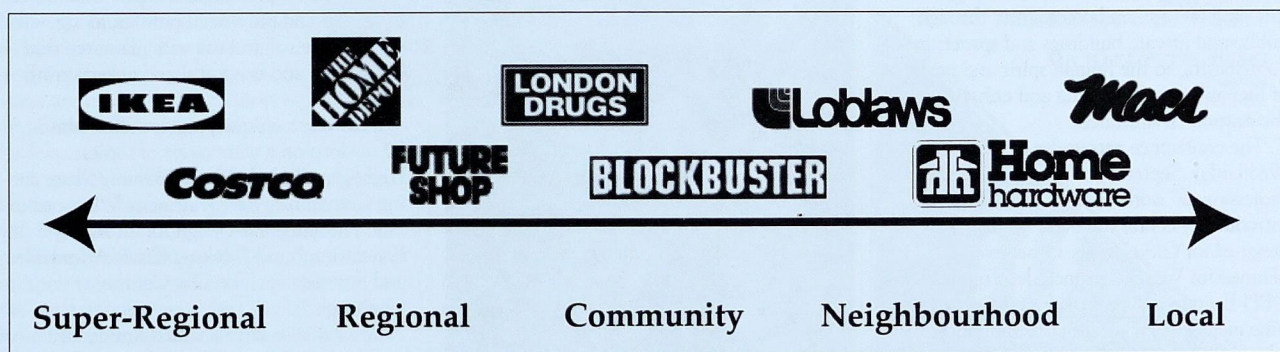 IKEA
THE
HOME
DEPOT
LONDON
DRUGS
Loblaws
Macs
COSTCO
FUTURE
SHOP
BLOCKBUSTER
Home
hardware
Super-Regional
Regional
Community
Neighbourhood
Local